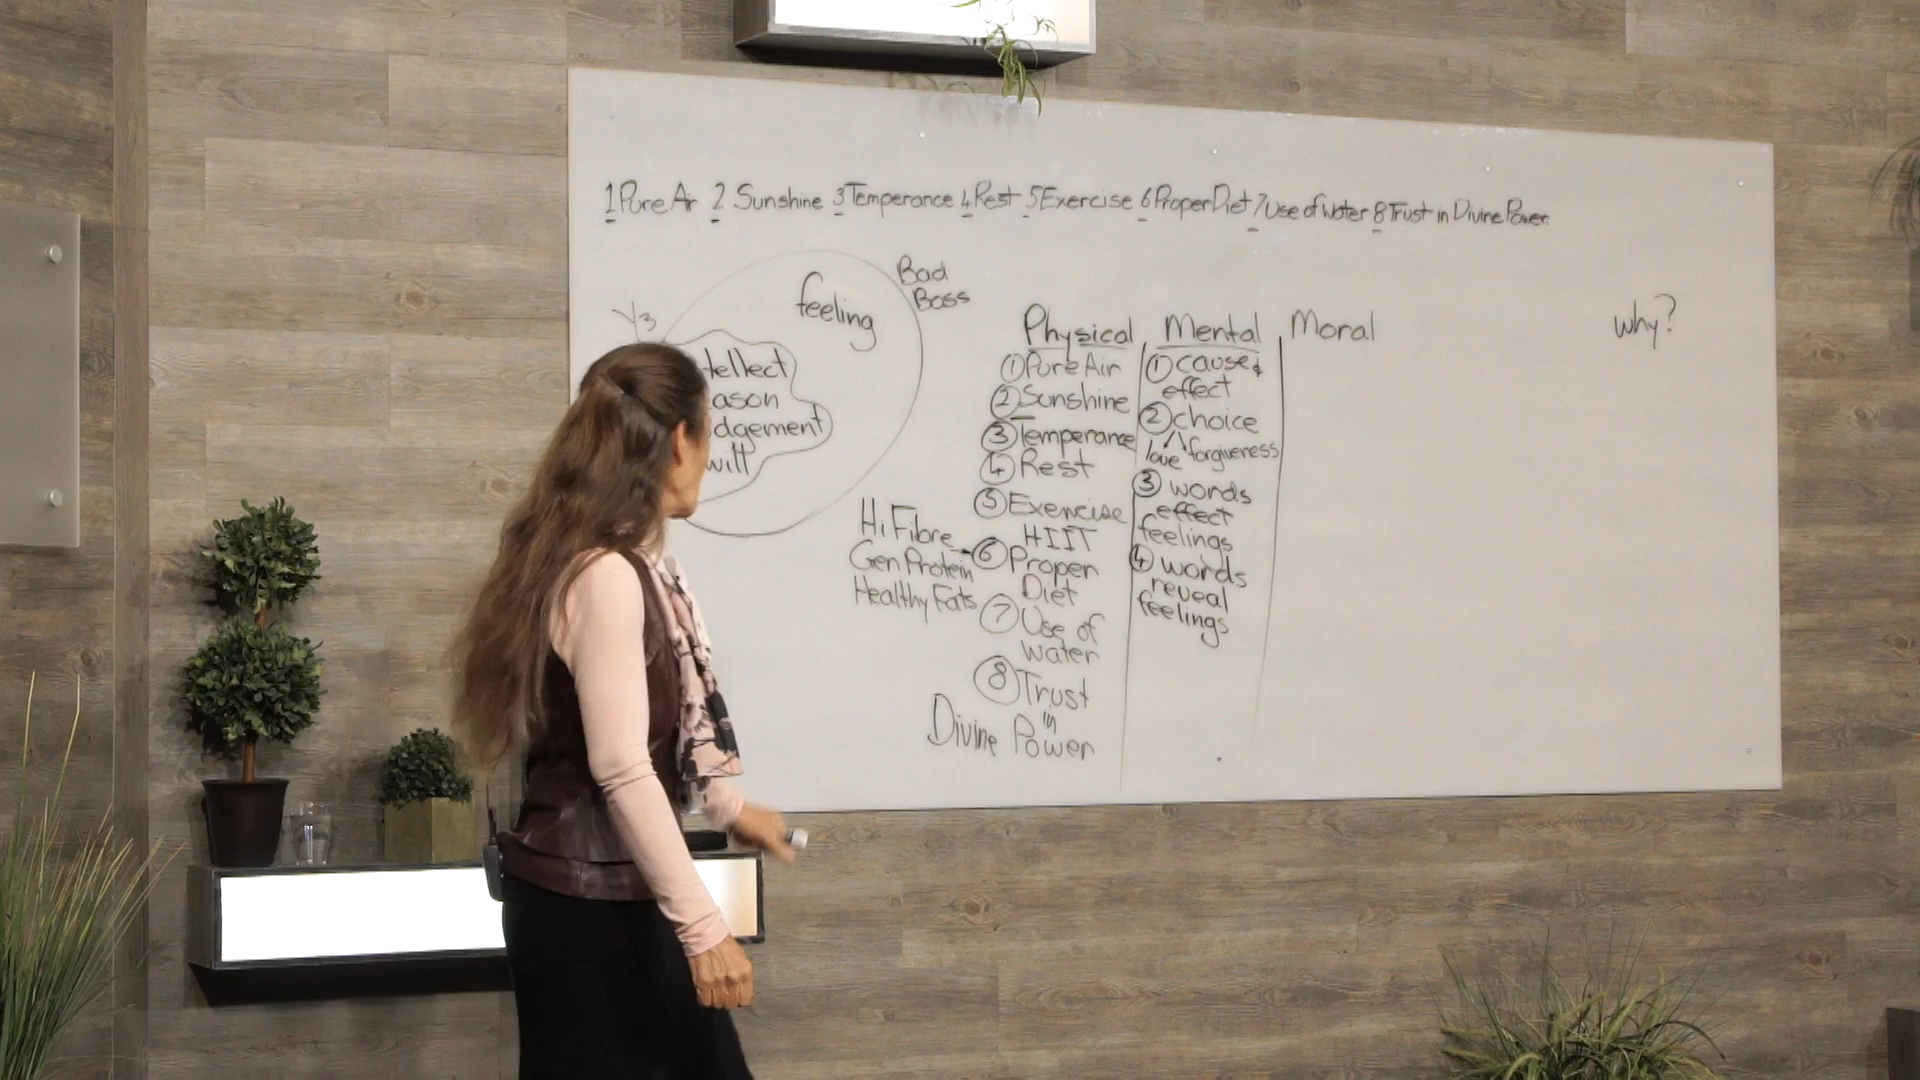 1 Pure Air 2 Sunshine 3 Temperance 4 Rest 5 Exercise 6 Proper Diet 7 Use of Water 8 Trust in Divine Power
feeling
Bad
Boss
1/3
tellect
ason
dgement
will
Hi Fibre
Gen Protein
Healthy Fats
Physical
① Pure Air
② Sunshine
③ Temperance
④ Rest
⑤ Exercise
HIIT
⑥ Proper
Diet
⑦ Use of
Water
⑧ Trust
in
Divine Power
Mental
① cause &
effect
② choice
love forgiveness
③ words
effect
feelings
④ words
reveal
feelings
Moral
why?